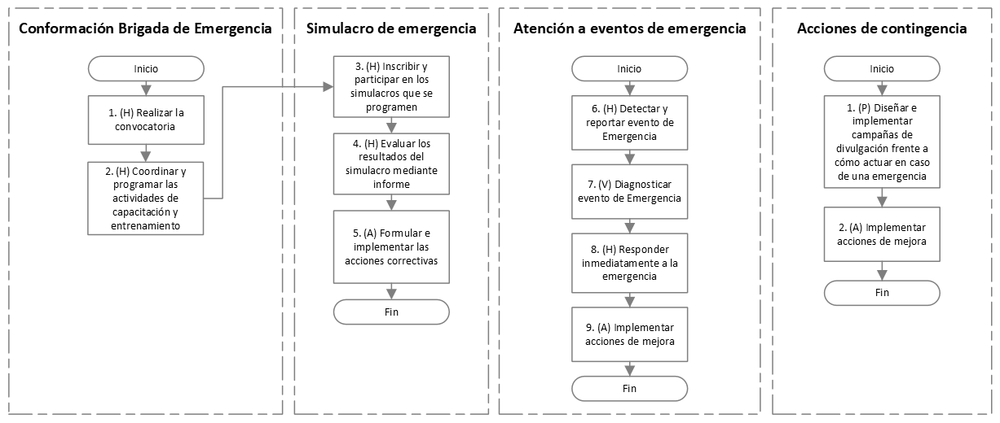 Conformación Brigada de Emergencia
Inicio
1. (H) Realizar la
convocatoria
2. (H) Coordinar y
programar las
actividades de
capacitación y
entrenamiento
Simulacro de emergencia
3. (H) Inscribir y
participar en los
simulacros que se
programen
4. (H) Evaluar los
resultados del
simulacro mediante
informe
5. (A) Formular e
implementar las
acciones correctivas
Fin
Atención a eventos de emergencia
Inicio
6. (H) Detectar y
reportar evento de
Emergencia
7. (V) Diagnosticar
evento de Emergencia
8. (H) Responder
inmediatamente a la
emergencia
9. (A) Implementar
acciones de mejora
Fin
Acciones de contingencia
Inicio
1. (P) Diseñar e
implementar
campañas de
divulgación frente a
cómo actuar en caso
de una emergencia
2. (A) Implementar
acciones de mejora
Fin